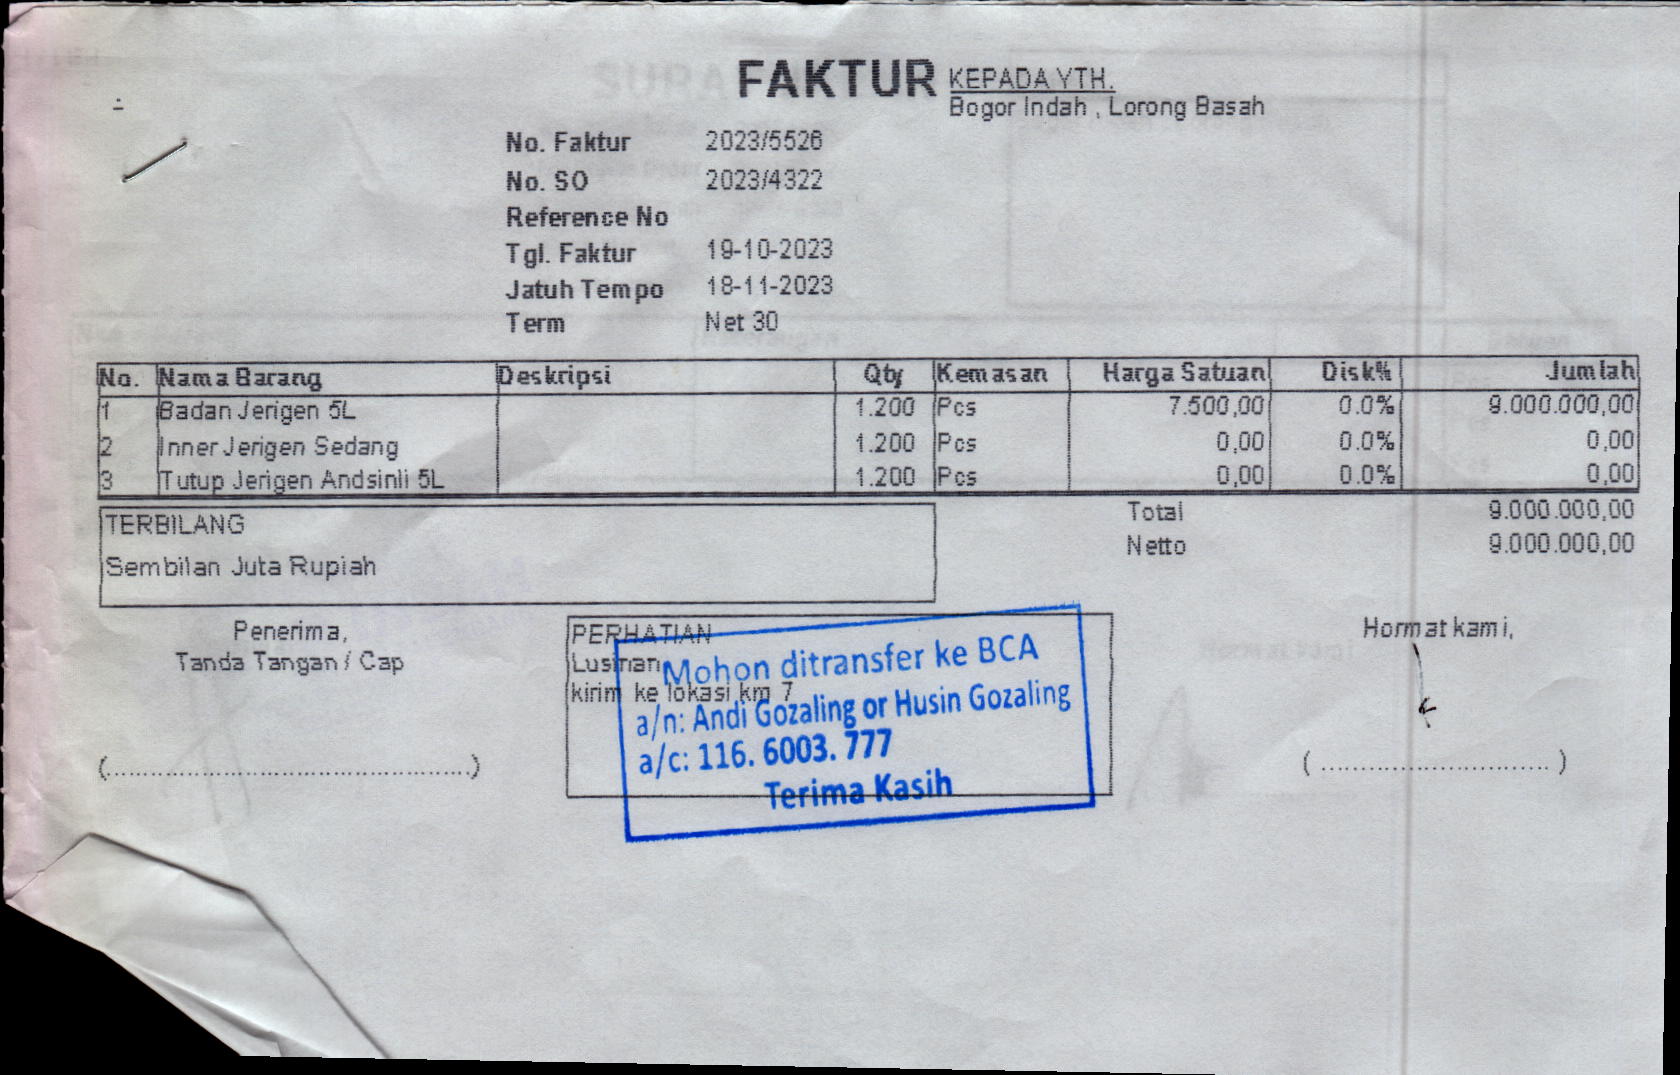 FAKTUR
KEPADA YTH.
Bogor Indah , Lorong Basah
No. Faktur 2023/5526
No. SO 2023/4322
Reference No
Tgl. Faktur 19-10-2023
Jatuh Tempo 18-11-2023
Term Net 30
No. Nama Barang Deskripsi Qty Kemasan Harga Satuan Disk% Jumlah
1 Badan Jerigen 5L 1.200 Pcs 7.500,00 0.0% 9.000.000,00
2 Inner Jerigen Sedang 1.200 Pcs 0,00 0.0% 0,00
3 Tutup Jerigen Andsinli 5L 1.200 Pcs 0,00 0.0% 0,00
Total 9.000.000,00
Netto 9.000.000,00
TERBILANG
Sembilan Juta Rupiah
Penerima,
Tanda Tangan / Cap
(................................................)
PERHATIAN
Lusinan
kirim ke lokasi km 7
Mohon ditransfer ke BCA
a/n: Andi Gozaling or Husin Gozaling
a/c: 116. 6003. 777
Terima Kasih
Hormat kami,
( .............................. )